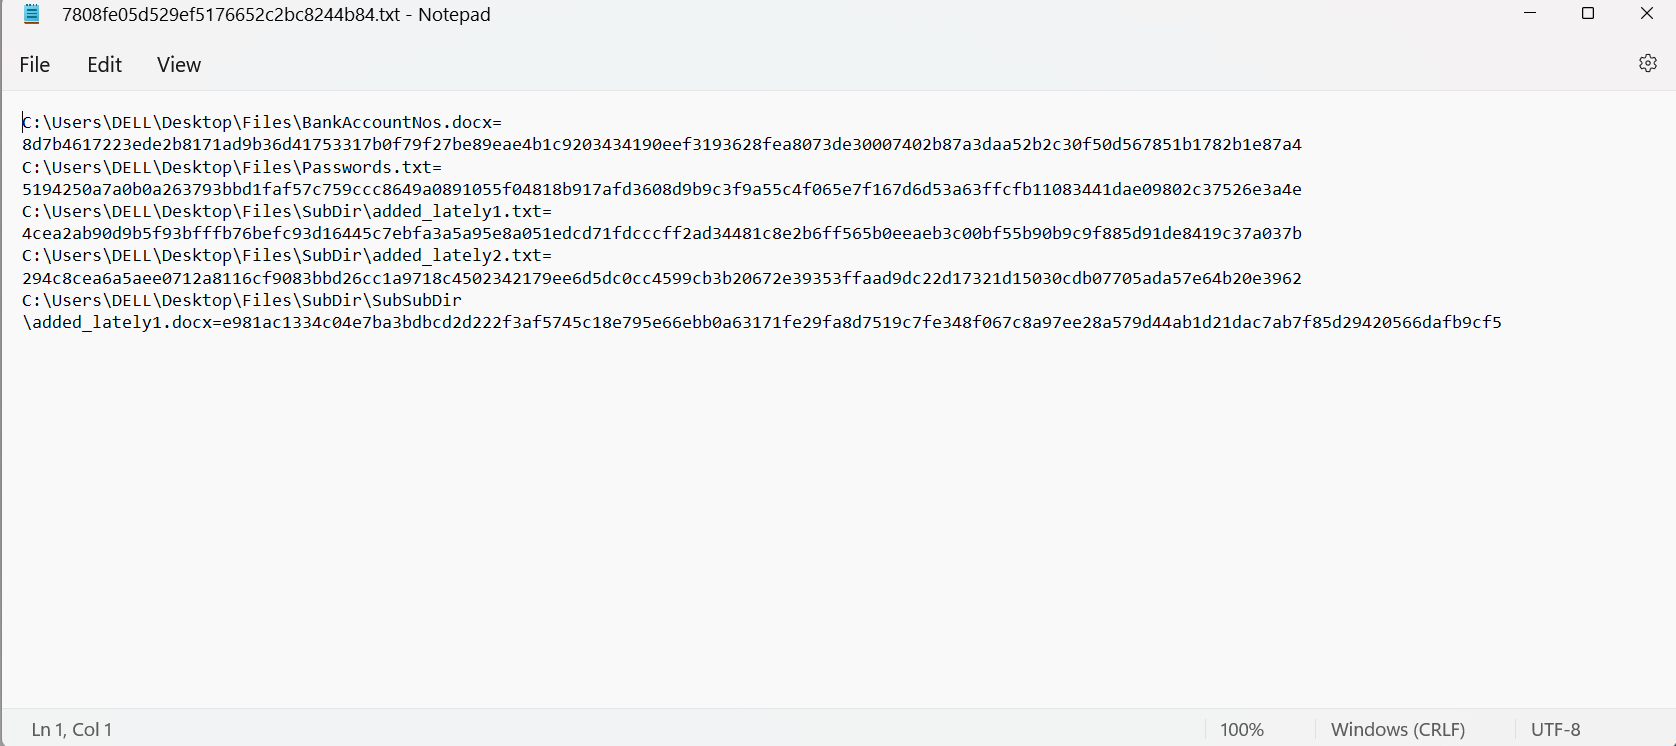 7808fe05d529ef5176652c2bc8244b84.txt - Notepad
File Edit View
C:\Users\DELL\Desktop\Files\BankAccountNos.docx=
8d7b4617223ede2b8171ad9b36d41753317b0f79f27be89eae4b1c9203434190eef3193628fea8073de30007402b87a3daa52b2c30f50d567851b1782b1e87a4
C:\Users\DELL\Desktop\Files\Passwords.txt=
5194250a7a0b0a263793bbd1faf57c759ccc8649a0891055f04818b917afd3608d9b9c3f9a55c4f065e7f167d6d53a63ffcfb11083441dae09802c37526e3a4e
C:\Users\DELL\Desktop\Files\SubDir\added_lately1.txt=
4cea2ab90d9b5f93bfffb76befc93d16445c7ebfa3a5a95e8a051edcd71fdcccff2ad34481c8e2b6ff565b0eeaeb3c00bf55b90b9c9f885d91de8419c37a037b
C:\Users\DELL\Desktop\Files\SubDir\added_lately2.txt=
294c8cea6a5aee0712a8116cf9083bbd26cc1a9718c4502342179ee6d5dc0cc4599cb3b20672e39353ffaad9dc22d17321d15030cdb07705ada57e64b20e3962
C:\Users\DELL\Desktop\Files\SubDir\SubSubDir
\added_lately1.docx=e981ac1334c04e7ba3bdbcd2d222f3af5745c18e795e66ebb0a63171fe29fa8d7519c7fe348f067c8a97ee28a579d44ab1d21dac7ab7f85d29420566dafb9cf5
Ln 1, Col 1 100% Windows (CRLF) UTF-8